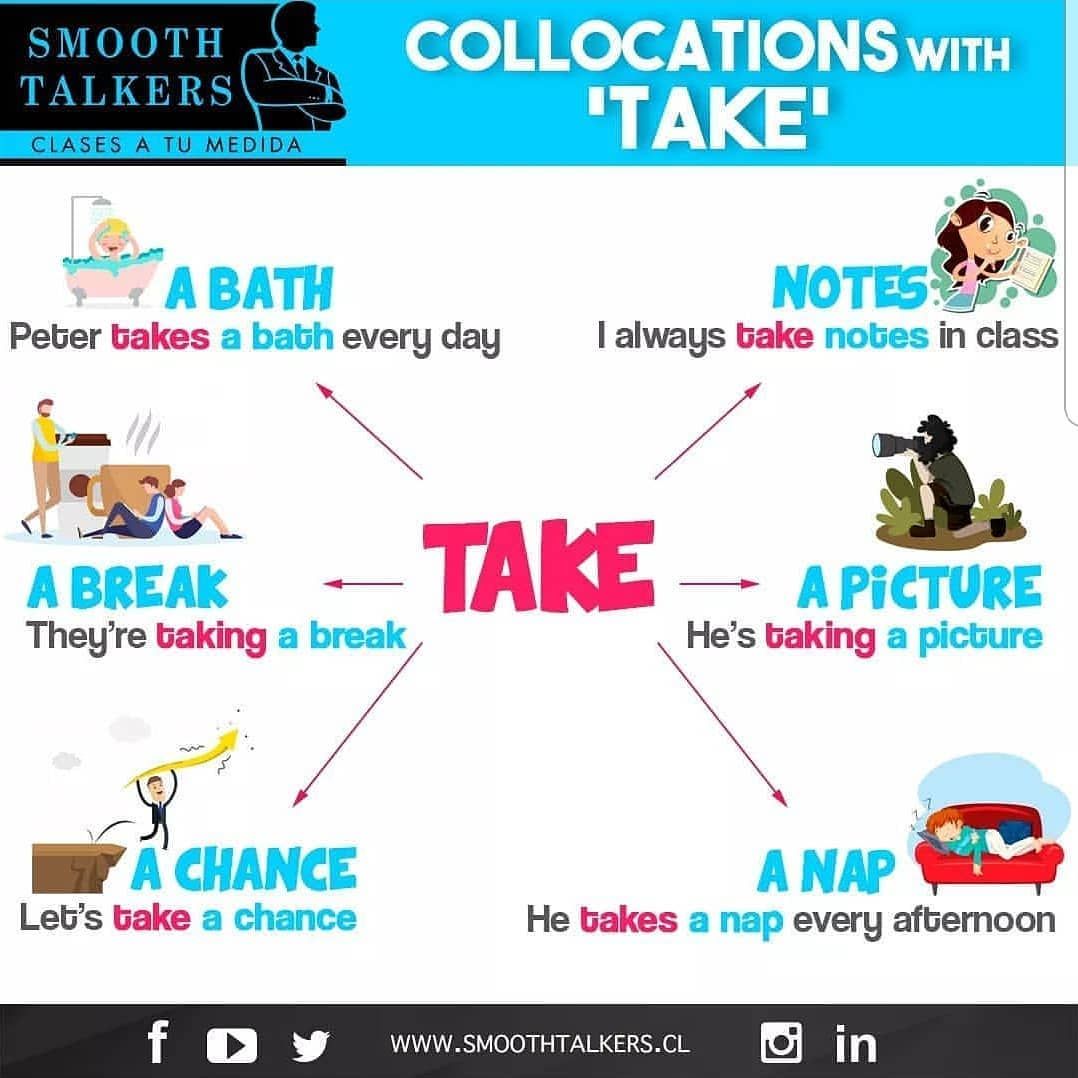 SMOOTH
TALKERS
CLASES A TU MEDIDA
COLLOCATIONS WITH
'TAKE'
A BATH
Peter takes a bath every day
NOTES
I always take notes in class
A BREAK
They're taking a break
TAKE
A PiCTURE
He's taking a picture
A CHANCE
Let's take a chance
A NAP
He takes a nap every afternoon
f
WWW.SMOOTHTALKERS.CL
in